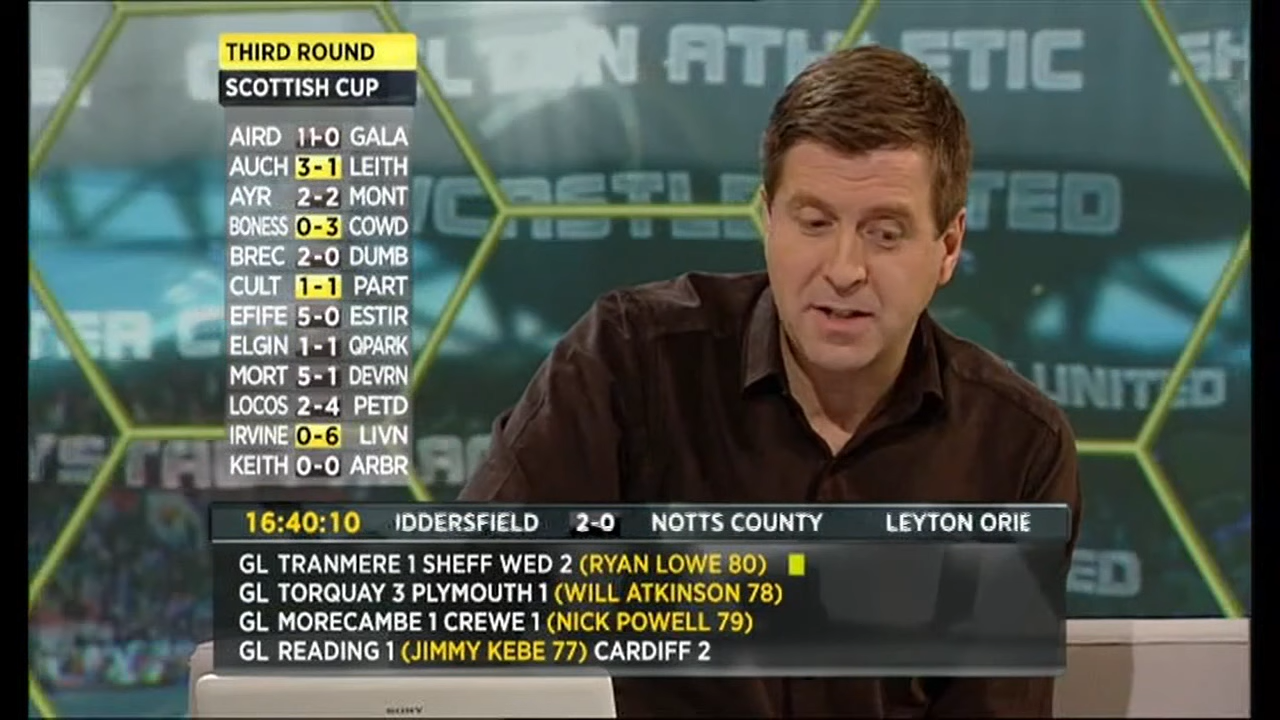 THIRD ROUND
SCOTTISH CUP
AIRD 11-0 GALA
AUCH 3-1 LEITH
AYR 2-2 MONT
BONESS 0-3 COWD
BREC 2-0 DUMB
CULT 1-1 PART
EFIFE 5-0 ESTIR
ELGIN 1-1 QPARK
MORT 5-1 DEVRN
LOCOS 2-4 PETD
IRVINE 0-6 LIVN
KEITH 0-0 ARBR
16:40:10 IDDERSFIELD 2-0 NOTTS COUNTY LEYTON ORIE
GL TRANMERE 1 SHEFF WED 2 (RYAN LOWE 80)
GL TORQUAY 3 PLYMOUTH 1 (WILL ATKINSON 78)
GL MORECAMBE 1 CREWE 1 (NICK POWELL 79)
GL READING 1 (JIMMY KEBE 77) CARDIFF 2
ATHLETIC
UNITED
SONY